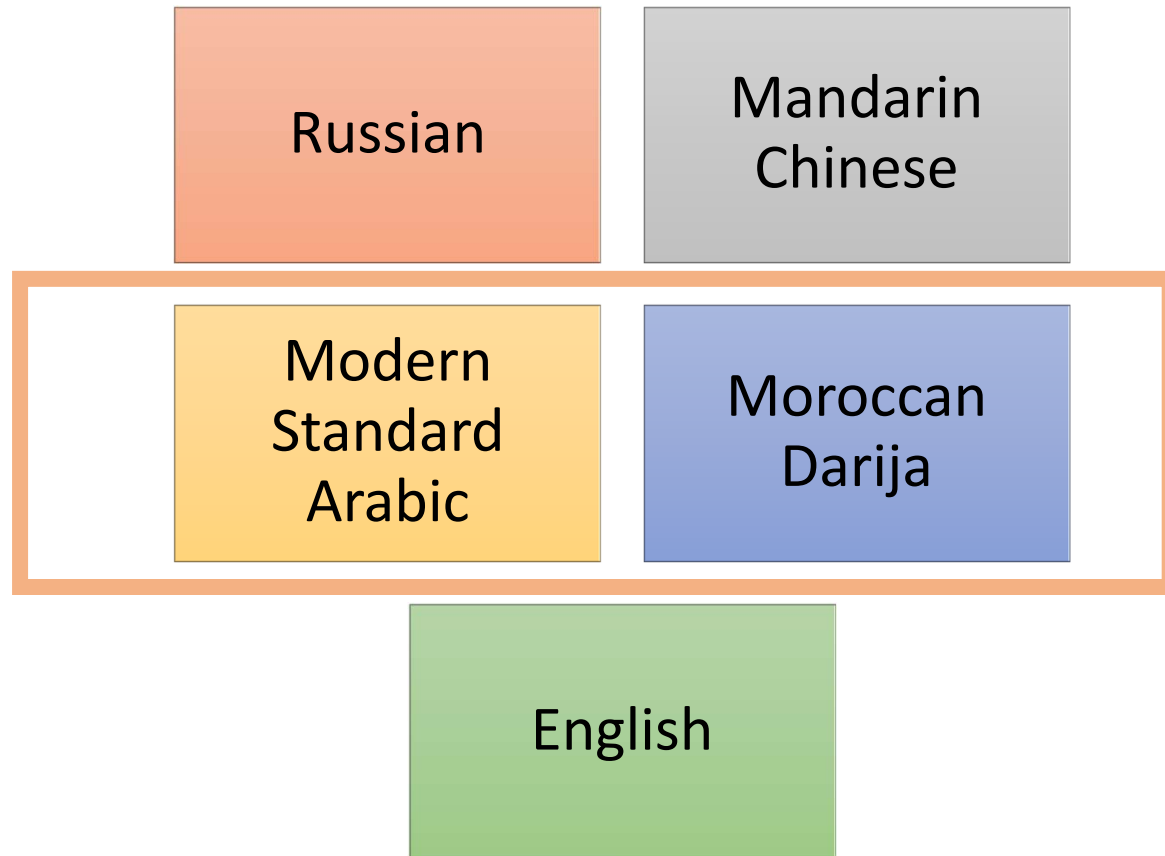 Russian
Mandarin
Chinese
Modern
Standard
Arabic
Moroccan
Darija
English